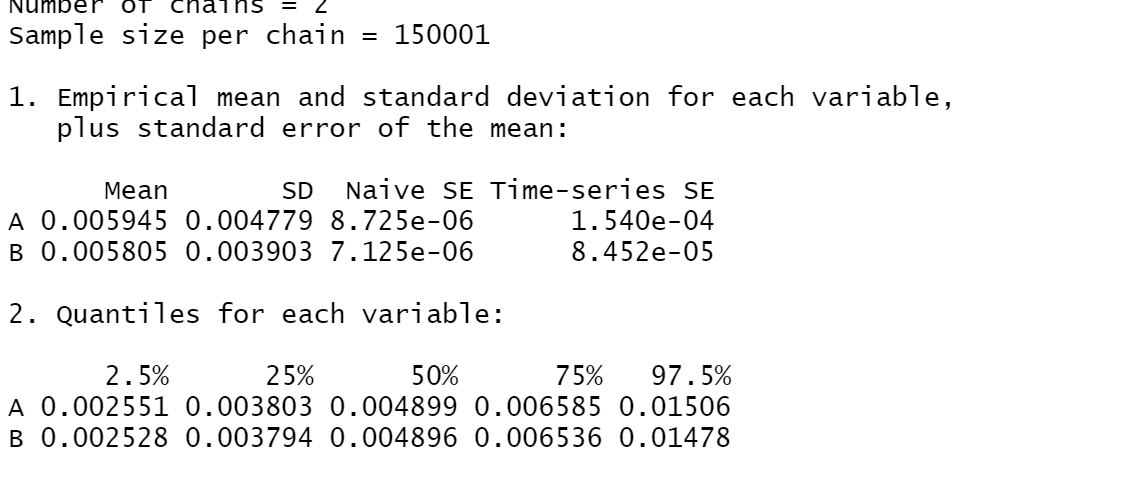 Number of chains = 2
Sample size per chain = 150001
1. Empirical mean and standard deviation for each variable,
plus standard error of the mean:
Mean SD Naive SE Time-series SE
A 0.005945 0.004779 8.725e-06 1.540e-04
B 0.005805 0.003903 7.125e-06 8.452e-05
2. Quantiles for each variable:
2.5% 25% 50% 75% 97.5%
A 0.002551 0.003803 0.004899 0.006585 0.01506
B 0.002528 0.003794 0.004896 0.006536 0.01478